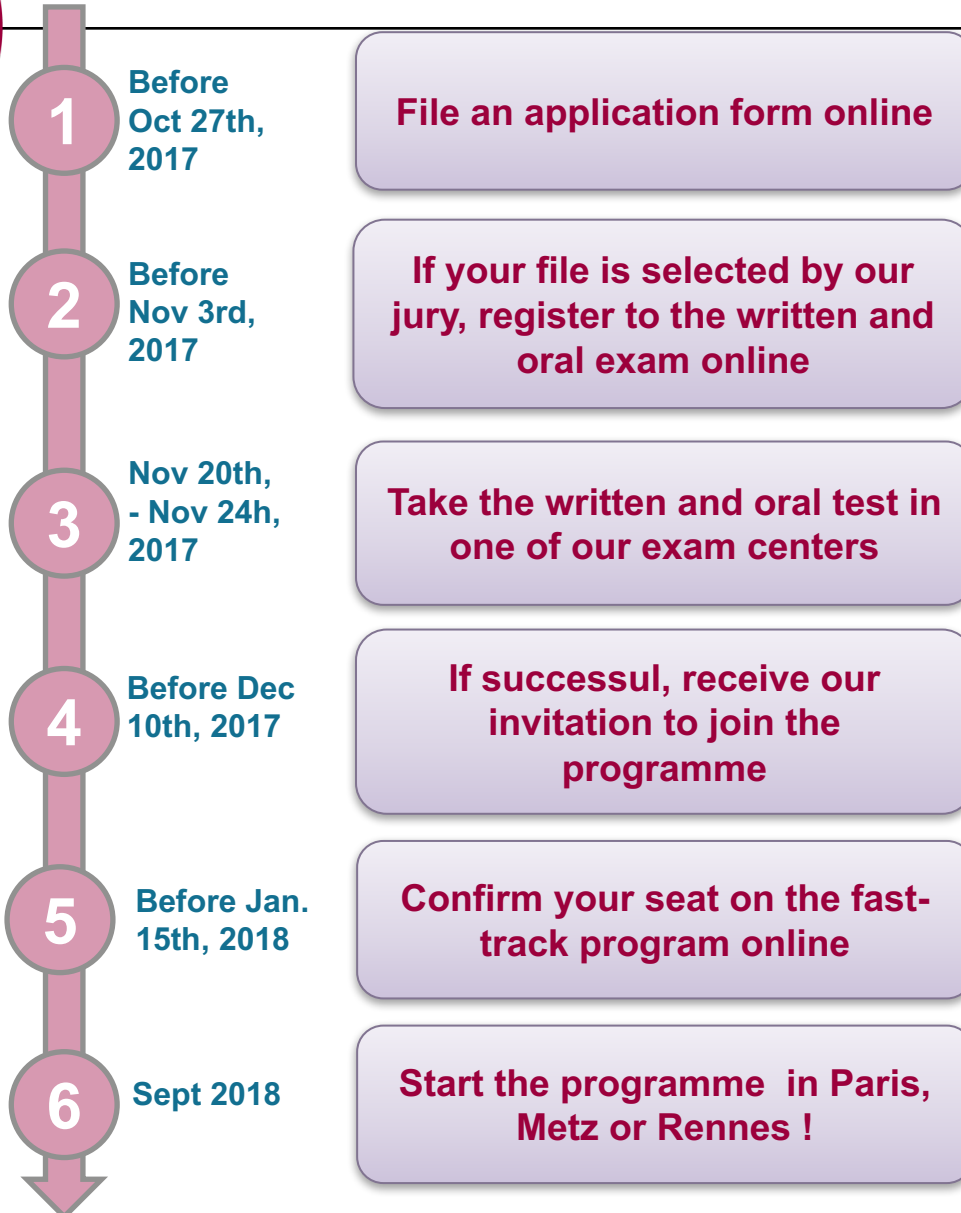 1
Before
Oct 27th,
2017
File an application form online
2
Before
Nov 3rd,
2017
If your file is selected by our
jury, register to the written and
oral exam online
3
Nov 20th,
- Nov 24h,
2017
Take the written and oral test in
one of our exam centers
4
Before Dec
10th, 2017
If successul, receive our
invitation to join the
programme
5
Before Jan.
15th, 2018
Confirm your seat on the fast-
track program online
6
Sept 2018
Start the programme in Paris,
Metz or Rennes !